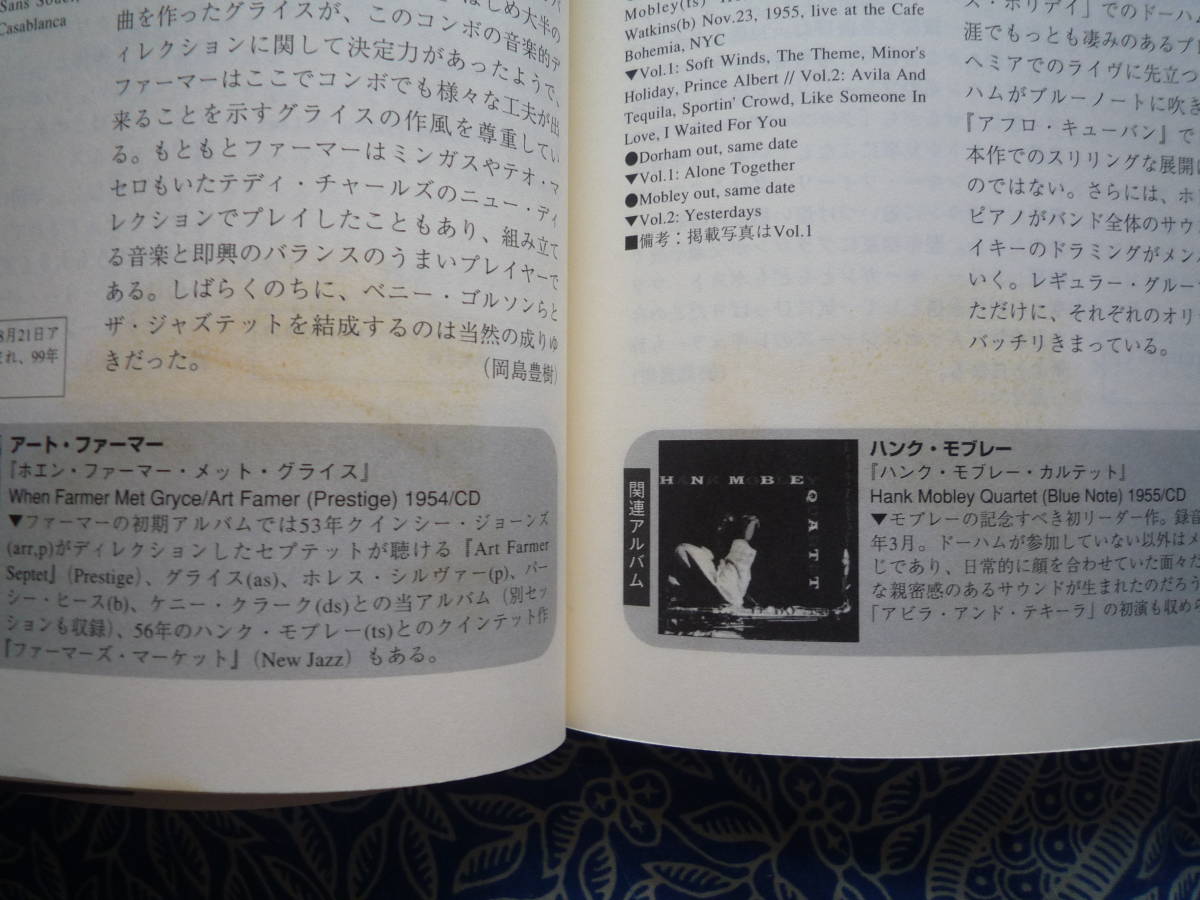 Sans Souci,
Casablanca
はじめ大半の
曲を作ったグライスが、このコンボの音楽的デ
ィレクションに関して決定力があったようで、
ファーマーはここでコンボでも様々な工夫が出
来ることを示すグライスの作風を尊重してい
る。もともとファーマーはミンガスやテオ・マ
セロもいたテディ・チャールズのニュー・ディ
レクションでプレイしたこともあり、組み立て
る音楽と即興のバランスのうまいプレイヤーで
ある。しばらくのちに、ベニー・ゴルソンらと
ザ・ジャズテットを結成するのは当然の成りゆ
きだった。
(岡島豊樹)
8月21日ア
まれ、99年
アート・ファーマー
『ホエン・ファーマー・メット・グライス』
When Farmer Met Gryce/Art Famer (Prestige) 1954/CD
▼ファーマーの初期アルバムでは53年クインシー・ジョーンズ
(arr,p)がディレクションしたセプテットが聴ける『Art Farmer
Septet』(Prestige)、グライス(as)、ホレス・シルヴァー(p)、パー
シー・ヒース(b)、ケニー・クラーク(ds)との当アルバム（別セッ
ションも収録)、56年のハンク・モブレー(ts)とのクインテット作
『ファーマーズ・マーケット』(New Jazz）もある。
Mobley(ts)
Watkins(b) Nov.23, 1955, live at the Cafe
Bohemia, NYC
▼Vol.1: Soft Winds, The Theme, Minor's
Holiday, Prince Albert // Vol.2: Avila And
Tequila, Sportin' Crowd, Like Someone In
Love, I Waited For You
●Dorham out, same date
▼Vol.1: Alone Together
●Mobley out, same date
▼Vol.2: Yesterdays
■備考：掲載写真はVol.1
ス・ホリデイ」でのドーハム
涯でもっとも凄みのあるプレ
ヘミアでのライヴに先立つ
ハムがブルーノートに吹き
『アフロ・キューバン』で
本作でのスリリングな展開は
のではない。さらには、ホ
ピアノがバンド全体のサウン
イキーのドラミングがメン
いく。レギュラー・グルー
ただけに、それぞれのオリ
バッチリきまっている。
関連アルバム
HANK MOBLEY
QUARTET
ハンク・モブレー
『ハンク・モブレー・カルテット』
Hank Mobley Quartet (Blue Note) 1955/CD
▼モブレーの記念すべき初リーダー作。録音
年3月。ドーハムが参加していない以外はメ
じであり、日常的に顔を合わせていた面々だ
な親密感のあるサウンドが生まれたのだろう
「アビラ・アンド・テキーラ」の初演も収め